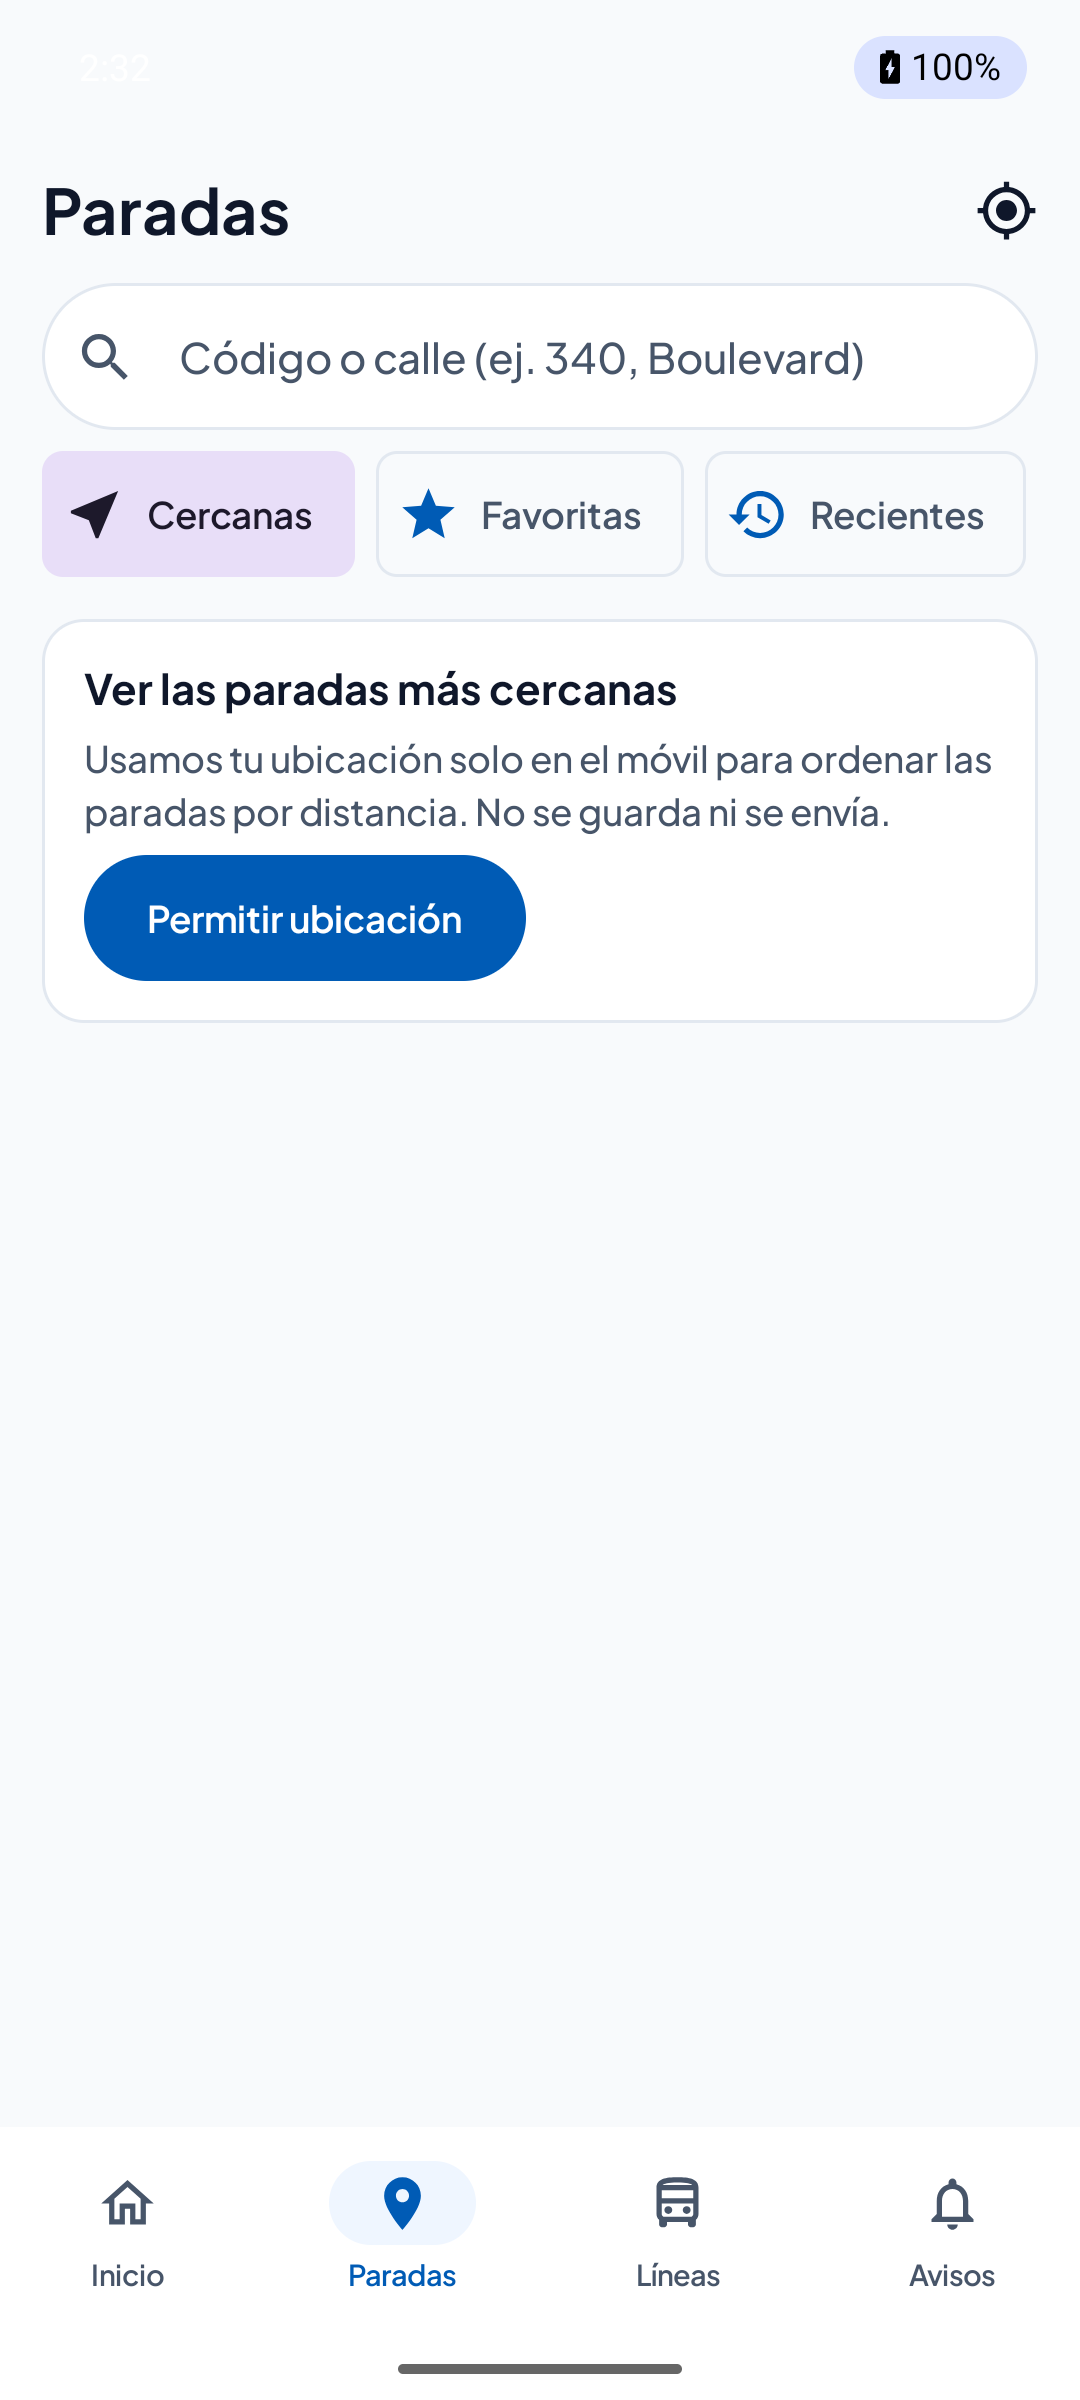 2:32
100%
Paradas
Código o calle (ej. 340, Boulevard)
Cercanas
Favoritas
Recientes
Ver las paradas más cercanas
Usamos tu ubicación solo en el móvil para ordenar las
paradas por distancia. No se guarda ni se envía.
Permitir ubicación
Inicio
Paradas
Líneas
Avisos